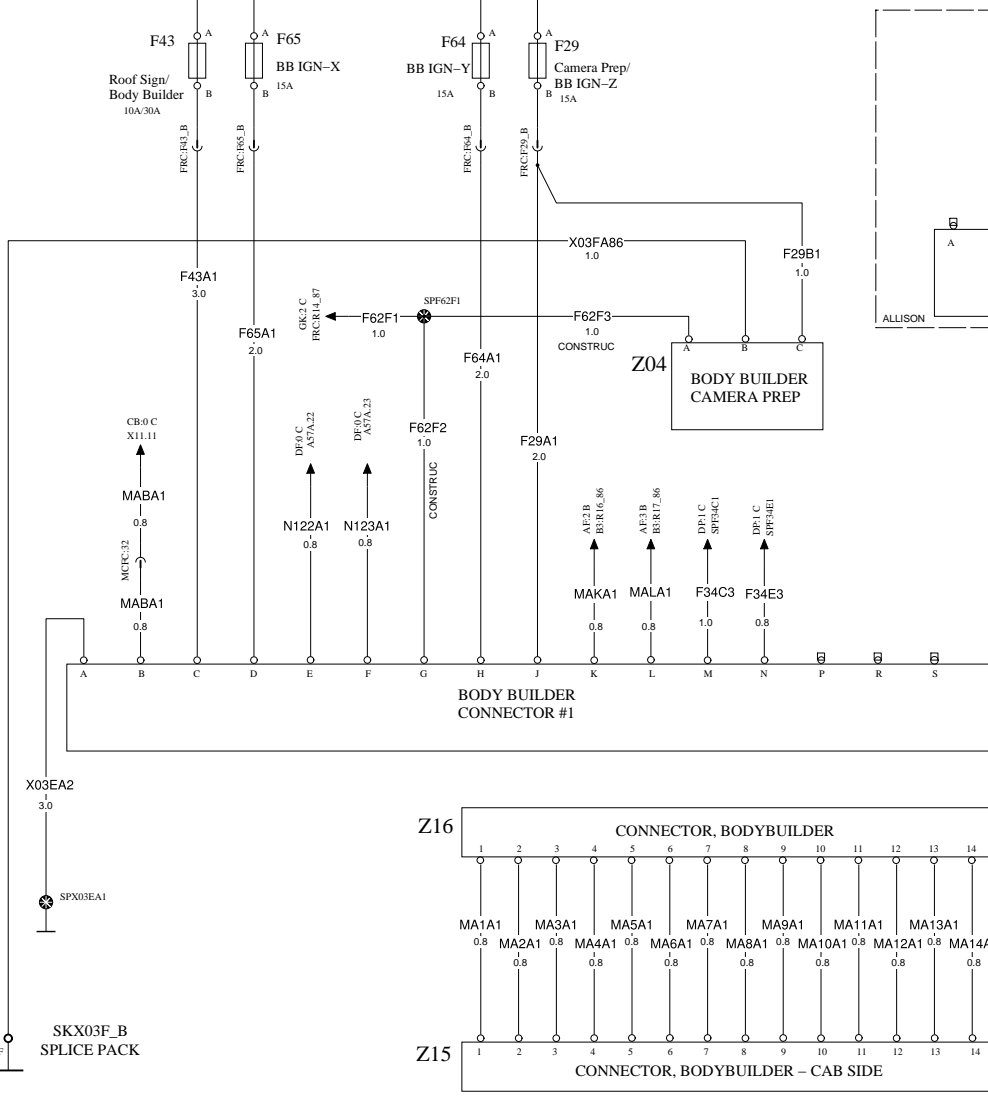 F43
A
Roof Sign/
Body Builder
10A/30A
B
FRC:F43_B
F65
A
BB IGN–X
15A
B
FRC:F65_B
F64
A
BB IGN–Y
15A
B
FRC:F64_B
F29
A
Camera Prep/
BB IGN–Z
15A
B
FRC:F29_B
A
ALLISON
X03FA86
1.0
F29B1
1.0
F43A1
3.0
F65A1
2.0
GK:2 C
FRC:R14_87
F62F1
1.0
SPF62F1
F62F3
1.0
CONSTRUC
F64A1
2.0
Z04
A B C
BODY BUILDER
CAMERA PREP
CB:0 C
X11.11
MABA1
0.8
MCFC:32
MABA1
0.8
DF:0 C
A57A.22
N122A1
0.8
DF:0 C
A57A.23
N123A1
0.8
F62F2
1.0
CONSTRUC
F29A1
2.0
AF:2 B
B3:R16_86
MAKA1
0.8
AF:3 B
B3:R17_86
MALA1
0.8
DP:1 C
SPF34C1
F34C3
1.0
DP:1 C
SPF34E1
F34E3
0.8
A B C D E F G H J K L M N P R S
BODY BUILDER
CONNECTOR #1
X03EA2
3.0
SPX03EA1
SKX03F_B
SPLICE PACK
Z16
CONNECTOR, BODYBUILDER
1 2 3 4 5 6 7 8 9 10 11 12 13 14
MA1A1 MA3A1 MA5A1 MA7A1 MA9A1 MA11A1 MA13A1
0.8 0.8 0.8 0.8 0.8 0.8 0.8
MA2A1 MA4A1 MA6A1 MA8A1 MA10A1 MA12A1 MA14A
0.8 0.8 0.8 0.8 0.8 0.8 0.8
Z15
1 2 3 4 5 6 7 8 9 10 11 12 13 14
CONNECTOR, BODYBUILDER – CAB SIDE